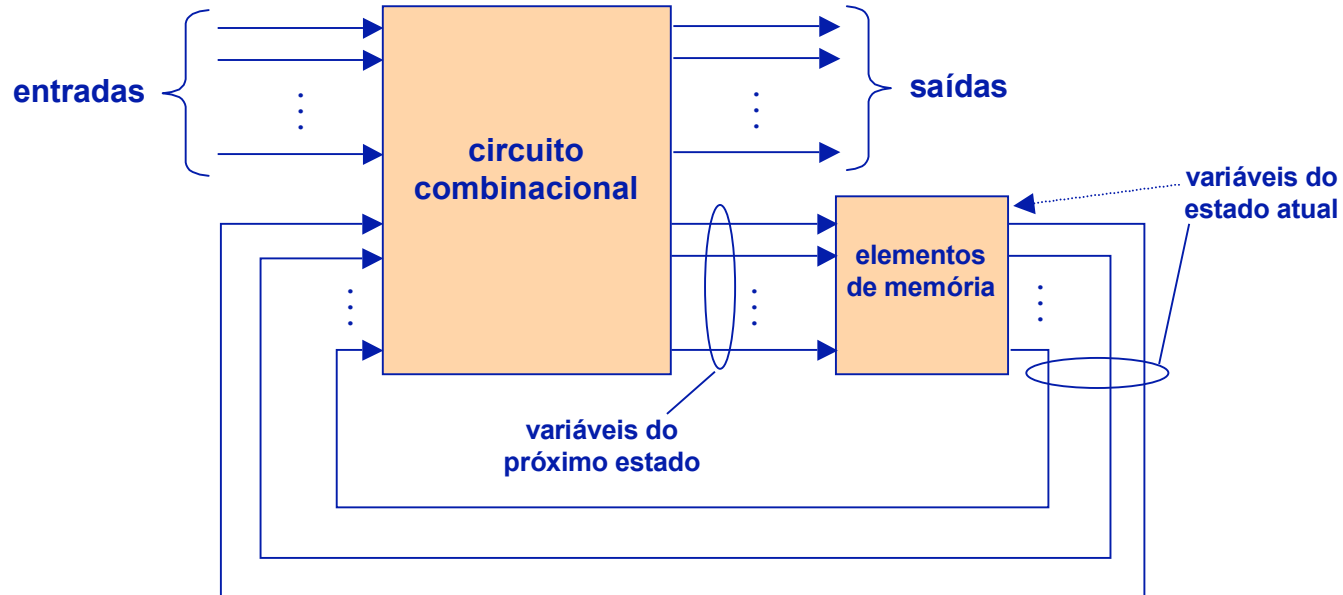 entradas
circuito
combinacional
saídas
variáveis do
estado atual
elementos
de memória
variáveis do
próximo estado